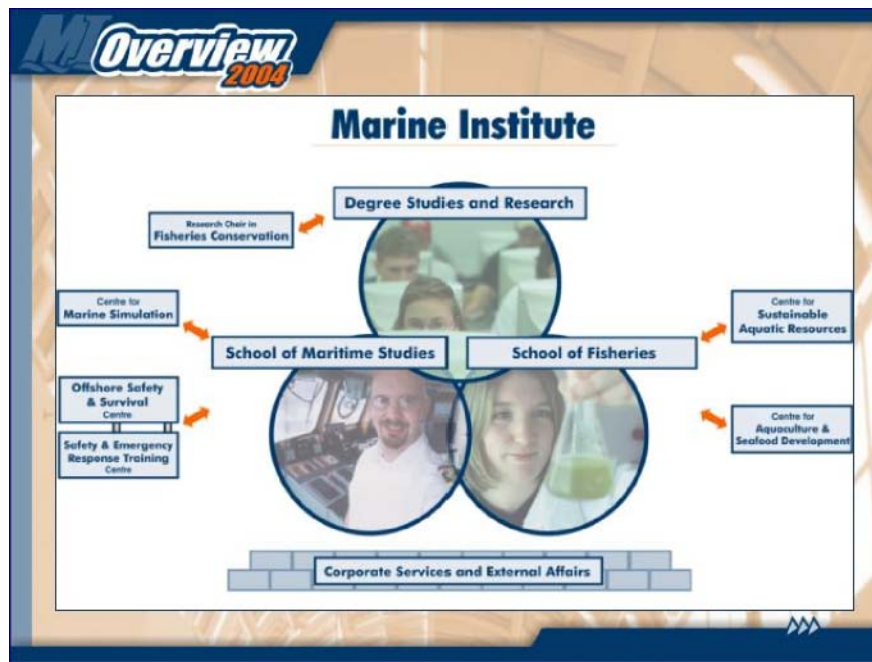 MI Overview
2004
Marine Institute
Degree Studies and Research
Research Chair in
Fisheries Conservation
Centre for
Marine Simulation
Centre for
Sustainable
Aquatic Resources
School of Maritime Studies
School of Fisheries
Offshore Safety
& Survival
Centre
Safety & Emergency
Response Training
Centre
Centre for
Aquaculture &
Seafood Development
Corporate Services and External Affairs